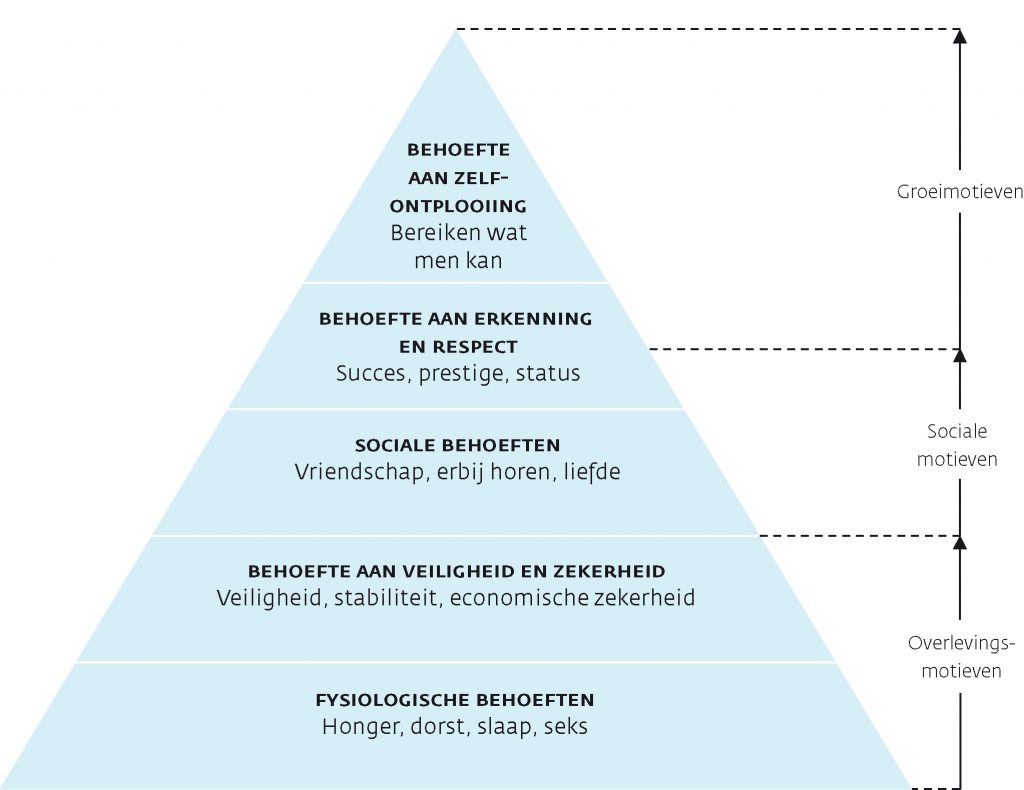 BEHOEFTE
AAN ZELF-
ONTPLOOIING
Bereiken wat
men kan
Groeimotieven
BEHOEFTE AAN ERKENNING
EN RESPECT
Succes, prestige, status
SOCIALE BEHOEFTEN
Vriendschap, erbij horen, liefde
Sociale
motieven
BEHOEFTE AAN VEILIGHEID EN ZEKERHEID
Veiligheid, stabiliteit, economische zekerheid
Overlevings-
motieven
FYSIOLOGISCHE BEHOEFTEN
Honger, dorst, slaap, seks